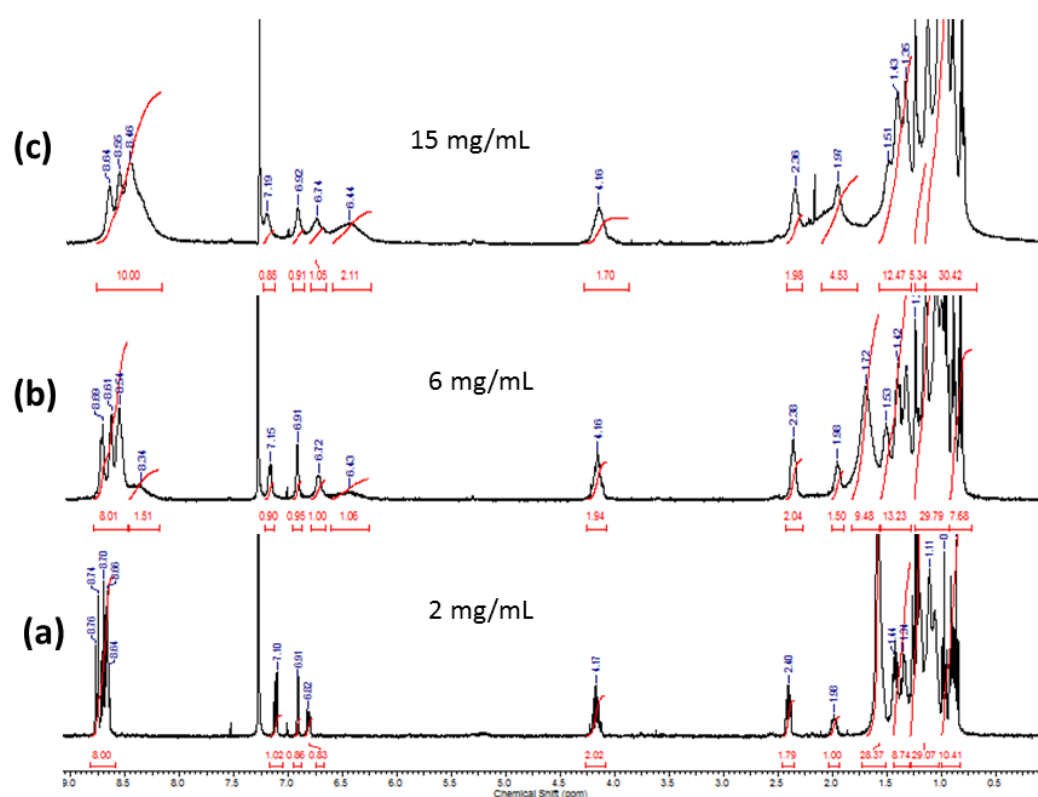 8.64 8.55 8.46 7.19 6.92 6.74 6.44 4.16 2.36 1.97 1.51 1.43 1.35
(c) 15 mg/mL
10.00 0.85 0.91 1.05 2.11 1.70 1.98 4.53 12.47 5.34 30.42
8.69 8.61 8.54 8.34 7.15 6.91 6.72 6.43 4.16 2.38 1.98 1.72 1.53 1.42
(b) 6 mg/mL
8.01 1.51 0.90 0.95 1.00 1.06 1.94 2.04 1.50 9.48 13.23 29.79 7.68
8.76 8.74 8.70 8.66 8.64 7.10 6.91 6.82 4.17 2.40 1.98 1.44 1.34 1.11
(a) 2 mg/mL
8.00 1.02 0.86 0.83 2.02 1.79 1.00 28.37 8.74 29.07 10.41
9.0 8.5 8.0 7.5 7.0 6.5 6.0 5.5 5.0 4.5 4.0 3.5 3.0 2.5 2.0 1.5 1.0 0.5
Chemical Shift (ppm)